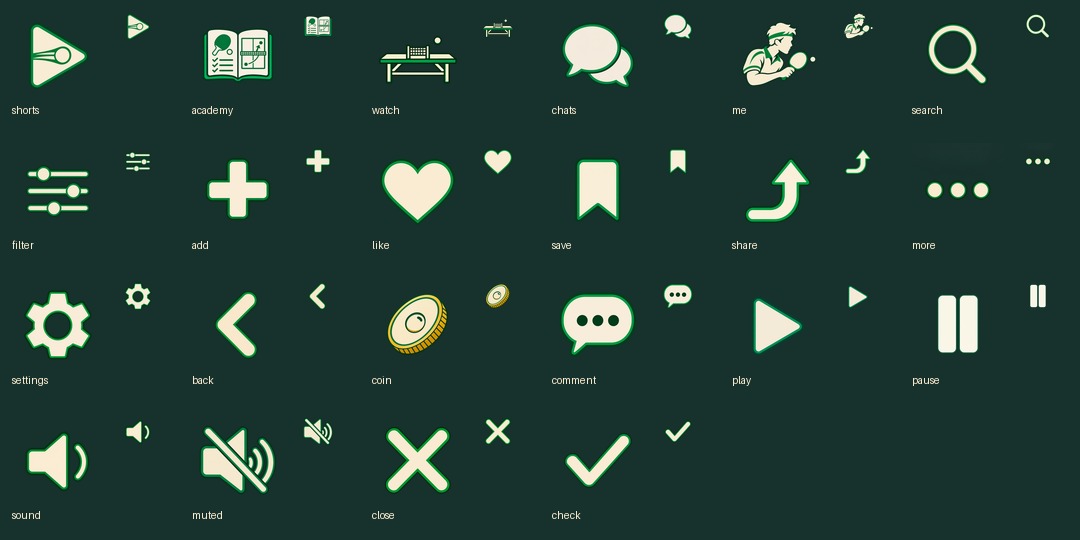 shorts
academy
watch
chats
me
search
filter
add
like
save
share
more
settings
back
coin
comment
play
pause
sound
muted
close
check